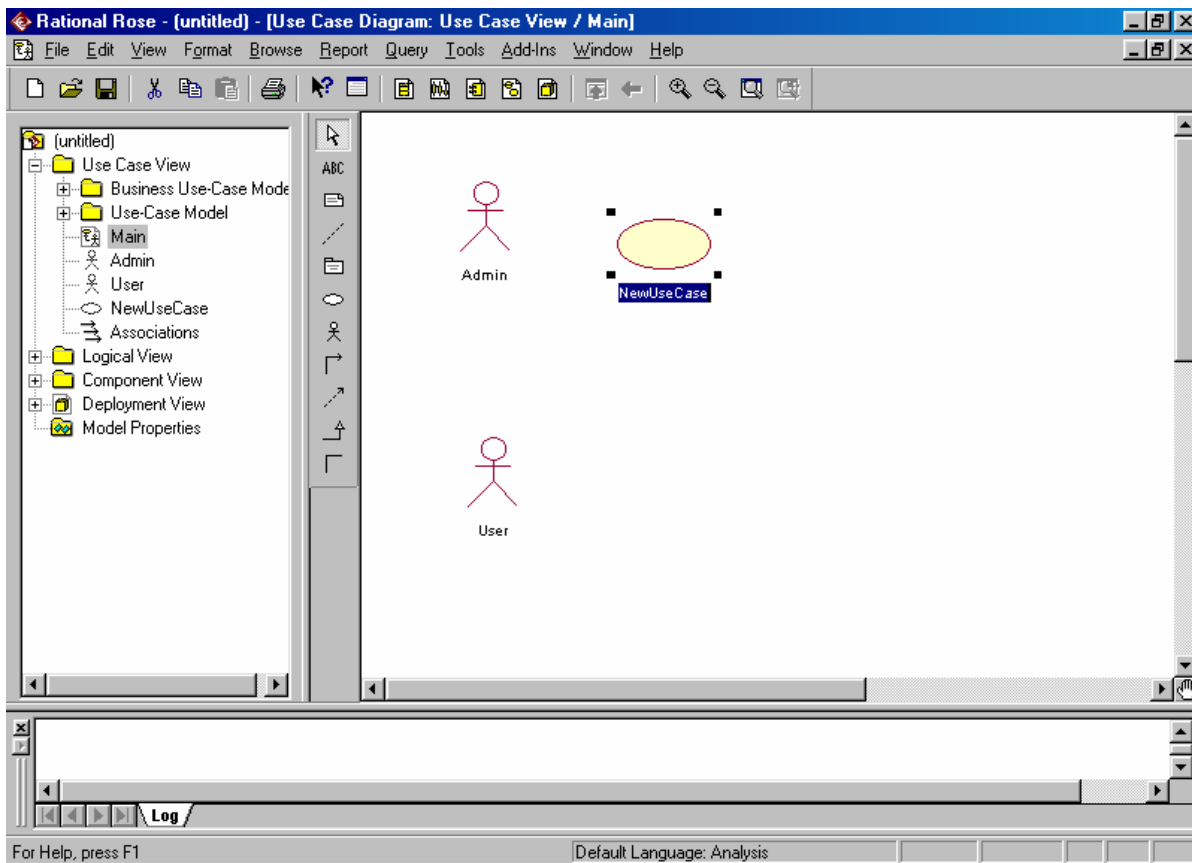 Rational Rose - (untitled) - [Use Case Diagram: Use Case View / Main]
File Edit View Format Browse Report Query Tools Add-Ins Window Help
(untitled)
Use Case View
Business Use-Case Mode
Use-Case Model
Main
Admin
User
NewUseCase
Associations
Logical View
Component View
Deployment View
Model Properties
ABC
Admin
NewUseCase
User
Log
For Help, press F1
Default Language: Analysis